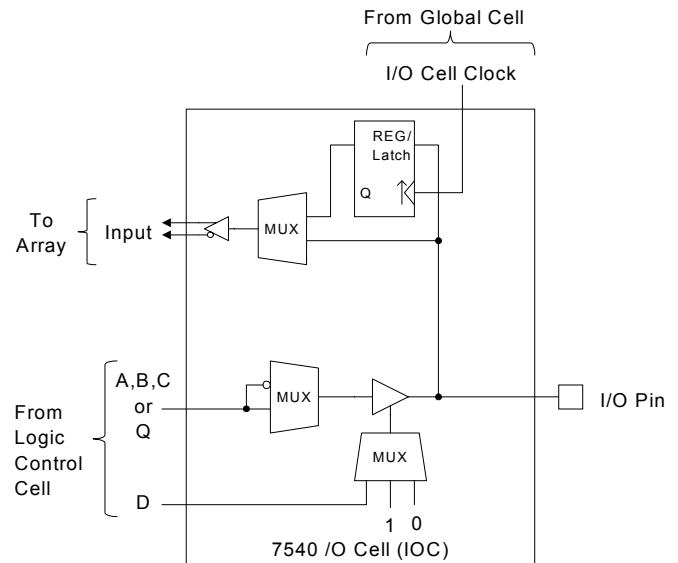 From Global Cell
I/O Cell Clock
REG/
Latch
Q
To
Array
Input
MUX
A,B,C
or
Q
MUX
I/O Pin
From
Logic
Control
Cell
MUX
D
1 0
7540 /O Cell (IOC)